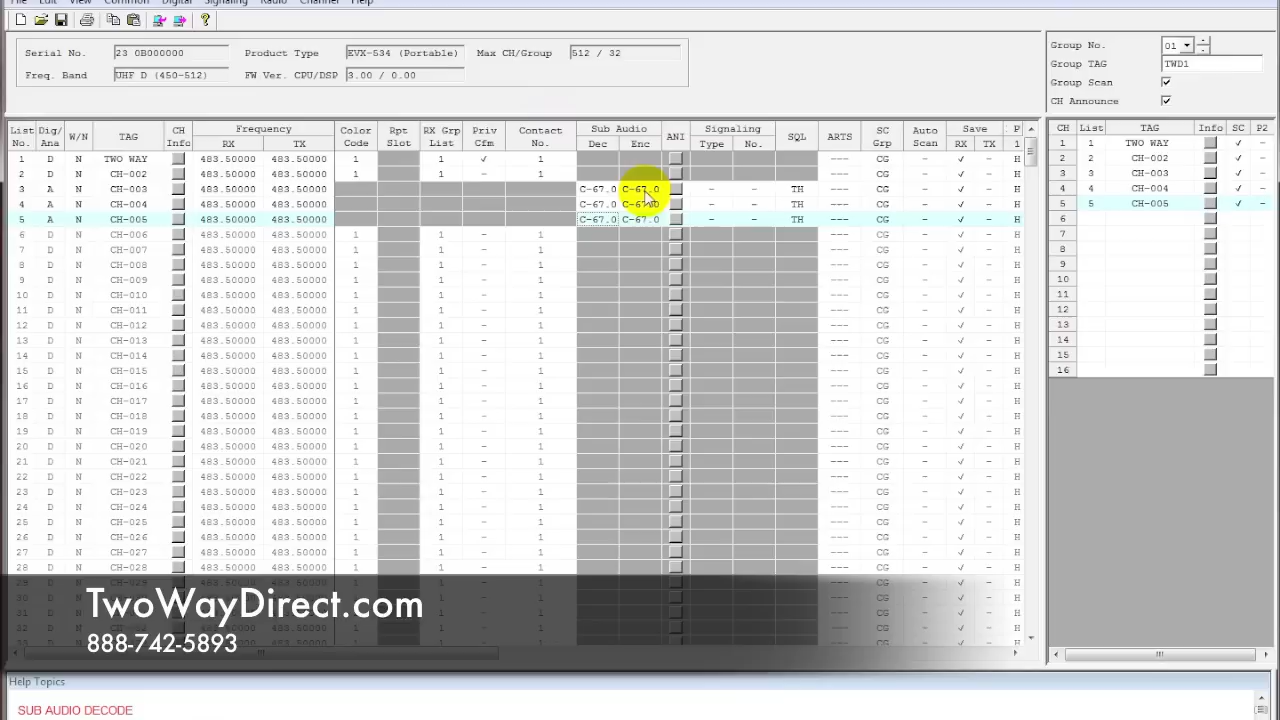 File Edit View Common Digital Signaling Radio Channel Help
Serial No. 23 0B000000 Product Type EVX-534 (Portable) Max CH/Group 512 / 32
Freq. Band UHF D (450-512) FW Ver. CPU/DSP 3.00 / 0.00
Group No. 01
Group TAG TWD1
Group Scan
CH Announce
List No. Dig/Ana W/N TAG CH Info Frequency RX TX Color Code Rpt Slot RX Grp List Priv Cfm Contact No. Sub Audio Dec Enc ANI Signaling Type No. SQL ARTS SC Grp Auto Scan Save RX TX P 1
1 D N TWO WAY 483.50000 483.50000 1 1 ✓ 1 --- CG - ✓ - H
2 D N CH-002 483.50000 483.50000 1 1 - 1 --- CG - ✓ - H
3 A N CH-003 483.50000 483.50000 C-67.0 C-67.0 - - TH --- CG - ✓ - H
4 A N CH-004 483.50000 483.50000 C-67.0 C-67.0 - - TH --- CG - ✓ - H
5 A N CH-005 483.50000 483.50000 C-67.0 C-67.0 - - TH --- CG - ✓ - H
6 D N CH-006 483.50000 483.50000 1 1 - 1 --- CG - ✓ - H
7 D N CH-007 483.50000 483.50000 1 1 - 1 --- CG - ✓ - H
8 D N CH-008 483.50000 483.50000 1 1 - 1 --- CG - ✓ - H
9 D N CH-009 483.50000 483.50000 1 1 - 1 --- CG - ✓ - H
10 D N CH-010 483.50000 483.50000 1 1 - 1 --- CG - ✓ - H
11 D N CH-011 483.50000 483.50000 1 1 - 1 --- CG - ✓ - H
12 D N CH-012 483.50000 483.50000 1 1 - 1 --- CG - ✓ - H
13 D N CH-013 483.50000 483.50000 1 1 - 1 --- CG - ✓ - H
14 D N CH-014 483.50000 483.50000 1 1 - 1 --- CG - ✓ - H
15 D N CH-015 483.50000 483.50000 1 1 - 1 --- CG - ✓ - H
16 D N CH-016 483.50000 483.50000 1 1 - 1 --- CG - ✓ - H
17 D N CH-017 483.50000 483.50000 1 1 - 1 --- CG - ✓ - H
18 D N CH-018 483.50000 483.50000 1 1 - 1 --- CG - ✓ - H
19 D N CH-019 483.50000 483.50000 1 1 - 1 --- CG - ✓ - H
20 D N CH-020 483.50000 483.50000 1 1 - 1 --- CG - ✓ - H
21 D N CH-021 483.50000 483.50000 1 1 - 1 --- CG - ✓ - H
22 D N CH-022 483.50000 483.50000 1 1 - 1 --- CG - ✓ - H
23 D N CH-023 483.50000 483.50000 1 1 - 1 --- CG - ✓ - H
24 D N CH-024 483.50000 483.50000 1 1 - 1 --- CG - ✓ - H
25 D N CH-025 483.50000 483.50000 1 1 - 1 --- CG - ✓ - H
26 D N CH-026 483.50000 483.50000 1 1 - 1 --- CG - ✓ - H
27 D N CH-027 483.50000 483.50000 1 1 - 1 --- CG - ✓ - H
28 D N CH-028 483.50000 483.50000 1 1 - 1 --- CG - ✓ - H
CH List TAG Info SC P2
1 1 TWO WAY ✓ -
2 2 CH-002 ✓ -
3 3 CH-003 ✓ -
4 4 CH-004 ✓ -
5 5 CH-005 ✓ -
6
7
8
9
10
11
12
13
14
15
16
TwoWayDirect.com
888-742-5893
Help Topics
SUB AUDIO DECODE